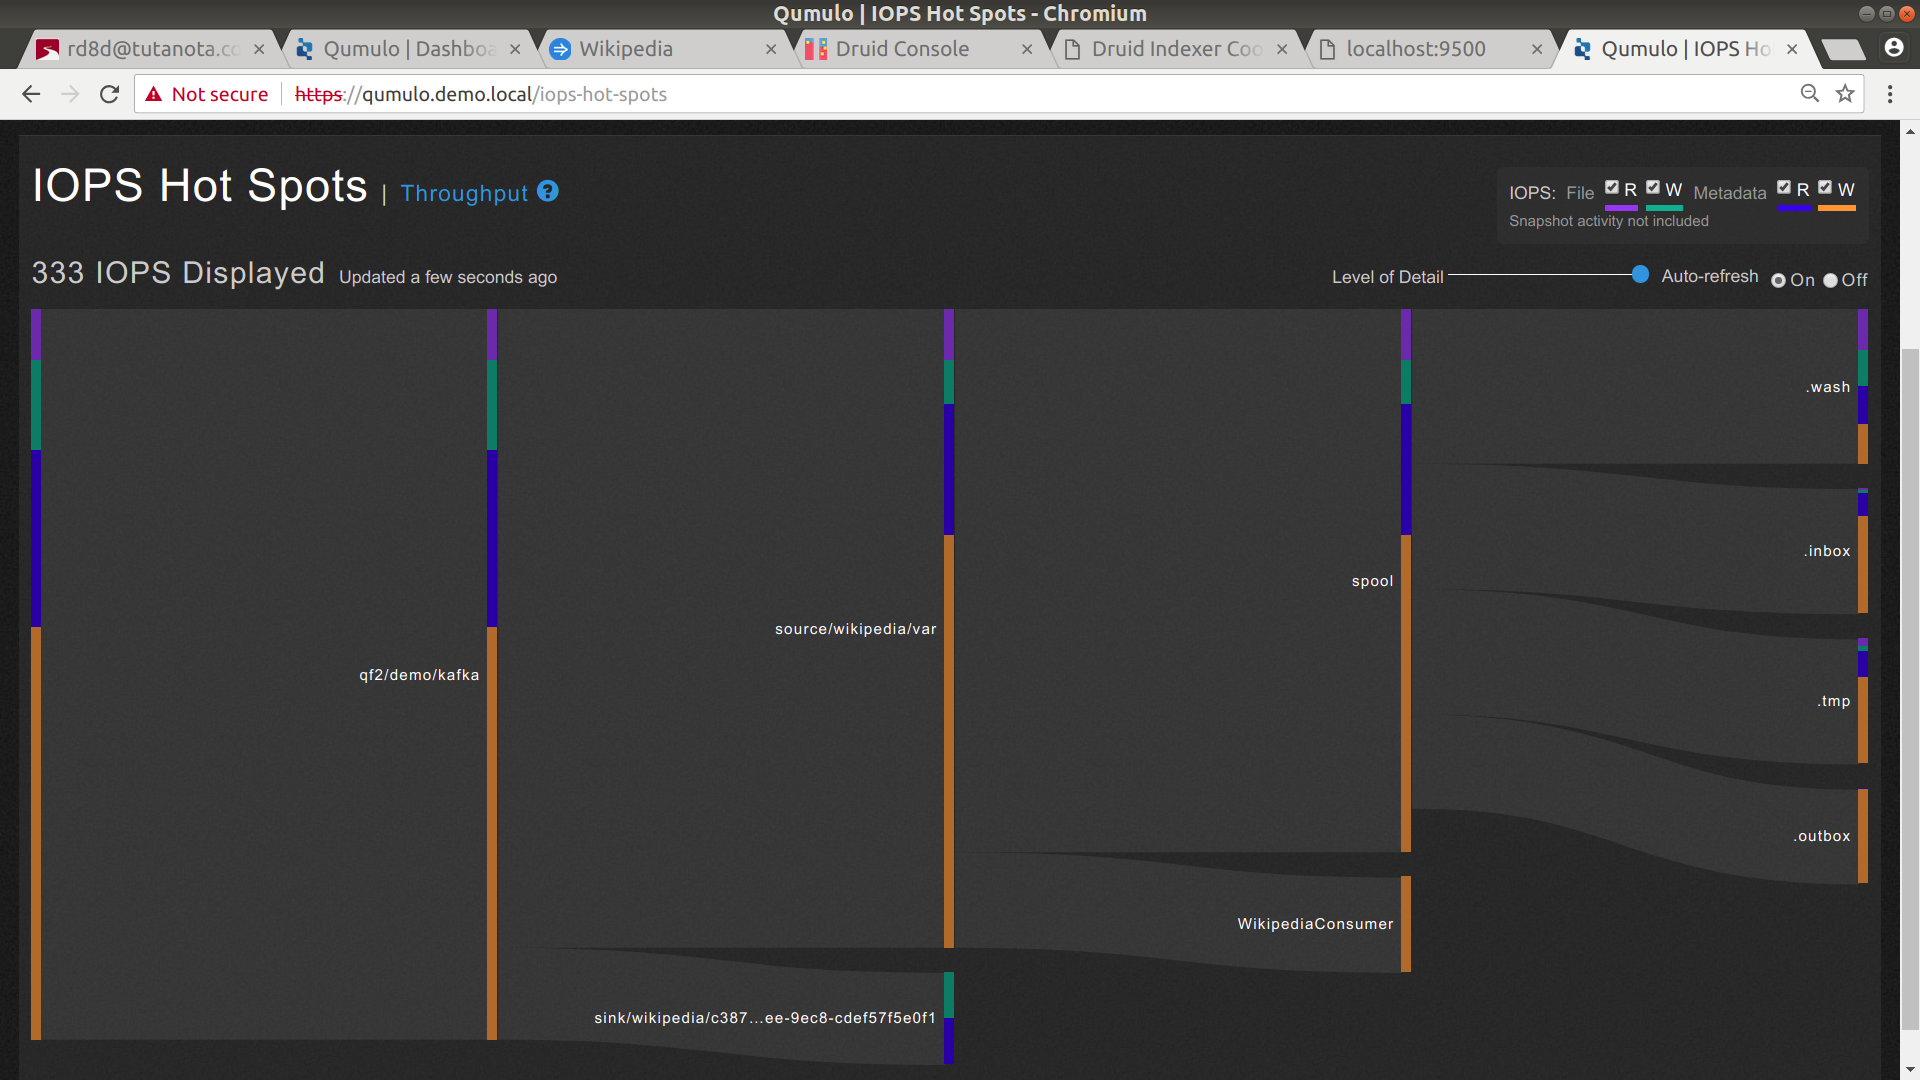 Qumulo | IOPS Hot Spots - Chromium
rd8d@tutanota.co
Qumulo | Dashboa
Wikipedia
Druid Console
Druid Indexer Coo
localhost:9500
Qumulo | IOPS Ho
Not secure
https://qumulo.demo.local/iops-hot-spots
IOPS Hot Spots | Throughput ?
IOPS: File R W Metadata R W
Snapshot activity not included
333 IOPS Displayed Updated a few seconds ago
Level of Detail Auto-refresh On Off
.wash
.inbox
spool
source/wikipedia/var
qf2/demo/kafka
.tmp
.outbox
WikipediaConsumer
sink/wikipedia/c387...ee-9ec8-cdef57f5e0f1